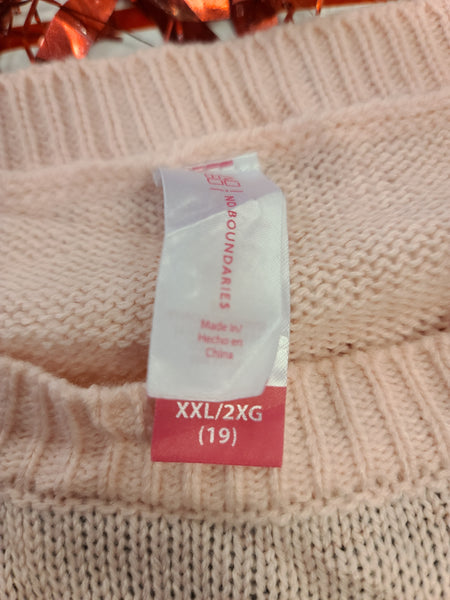 NO BOUNDARIES
Made in/
Hecho en
China
XXL/2XG
(19)